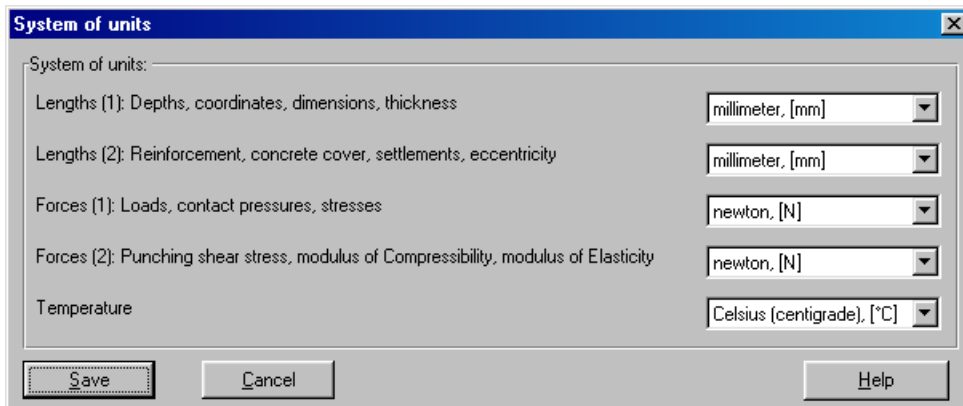 System of units
System of units:
Lengths (1): Depths, coordinates, dimensions, thickness
millimeter, [mm]
Lengths (2): Reinforcement, concrete cover, settlements, eccentricity
millimeter, [mm]
Forces (1): Loads, contact pressures, stresses
newton, [N]
Forces (2): Punching shear stress, modulus of Compressibility, modulus of Elasticity
newton, [N]
Temperature
Celsius (centigrade), [°C]
Save
Cancel
Help